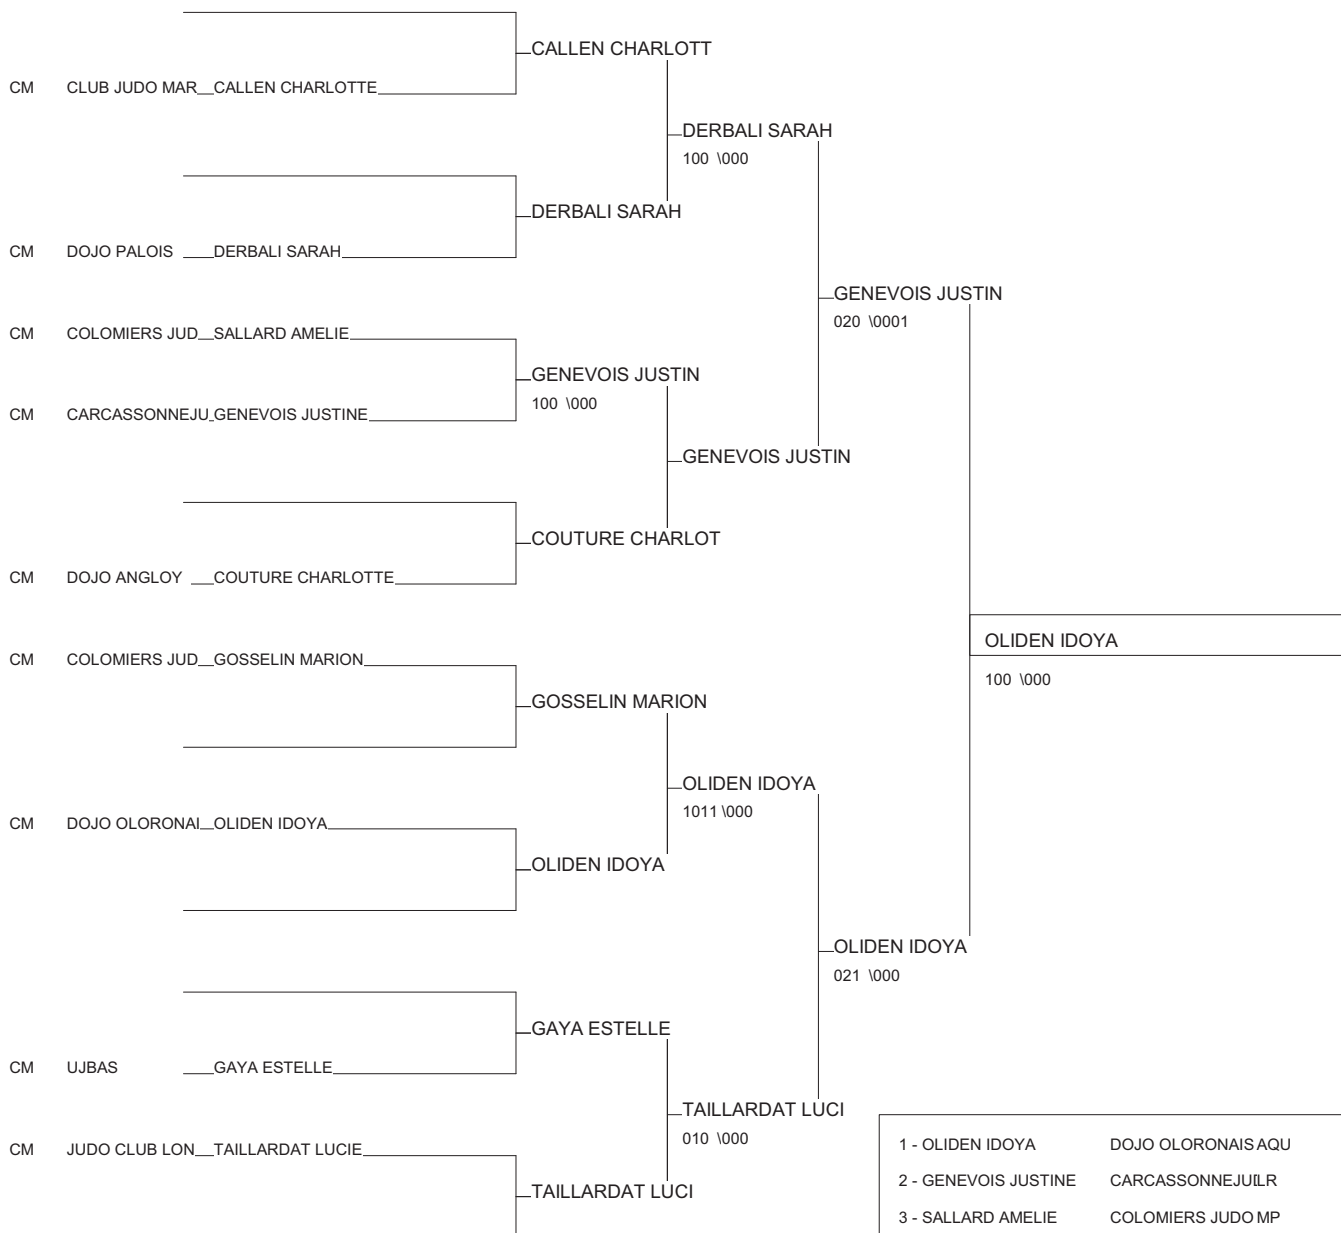 CALLEN CHARLOTT
CM CLUB JUDO MAR CALLEN CHARLOTTE
DERBALI SARAH
100 \000
DERBALI SARAH
CM DOJO PALOIS DERBALI SARAH
GENEVOIS JUSTIN
020 \0001
CM COLOMIERS JUD SALLARD AMELIE
GENEVOIS JUSTIN
100 \000
CM CARCASSONNEJU GENEVOIS JUSTINE
GENEVOIS JUSTIN
COUTURE CHARLOT
CM DOJO ANGLOY COUTURE CHARLOTTE
OLIDEN IDOYA
100 \000
CM COLOMIERS JUD GOSSELIN MARION
GOSSELIN MARION
OLIDEN IDOYA
1011 \000
CM DOJO OLORONAI OLIDEN IDOYA
OLIDEN IDOYA
OLIDEN IDOYA
021 \000
GAYA ESTELLE
CM UJBAS GAYA ESTELLE
TAILLARDAT LUCI
010 \000
CM JUDO CLUB LON TAILLARDAT LUCIE
TAILLARDAT LUCI
1 - OLIDEN IDOYA DOJO OLORONAIS AQU
2 - GENEVOIS JUSTINE CARCASSONNEJUILR
3 - SALLARD AMELIE COLOMIERS JUDO MP